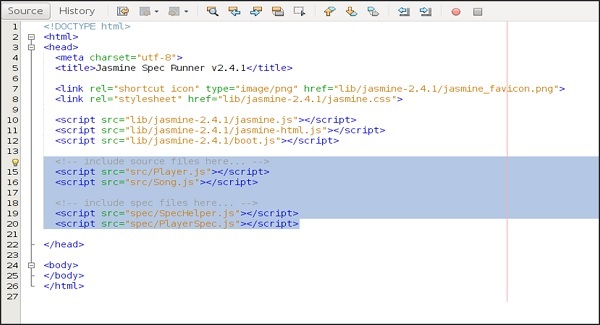 Source History
1 <!DOCTYPE html>
2 <html>
3 <head>
4 <meta charset="utf-8">
5 <title>Jasmine Spec Runner v2.4.1</title>
6
7 <link rel="shortcut icon" type="image/png" href="lib/jasmine-2.4.1/jasmine_favicon.png">
8 <link rel="stylesheet" href="lib/jasmine-2.4.1/jasmine.css">
9
10 <script src="lib/jasmine-2.4.1/jasmine.js"></script>
11 <script src="lib/jasmine-2.4.1/jasmine-html.js"></script>
12 <script src="lib/jasmine-2.4.1/boot.js"></script>
13
<!-- include source files here... -->
15 <script src="src/Player.js"></script>
16 <script src="src/Song.js"></script>
17
18 <!-- include spec files here... -->
19 <script src="spec/SpecHelper.js"></script>
20 <script src="spec/PlayerSpec.js"></script>
21
22 </head>
23
24 <body>
25 </body>
26 </html>
27